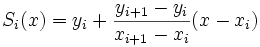 S_i(x) = y_i + \frac{y_{i+1} - y_i}{x_{i+1} - x_i}(x - x_i)